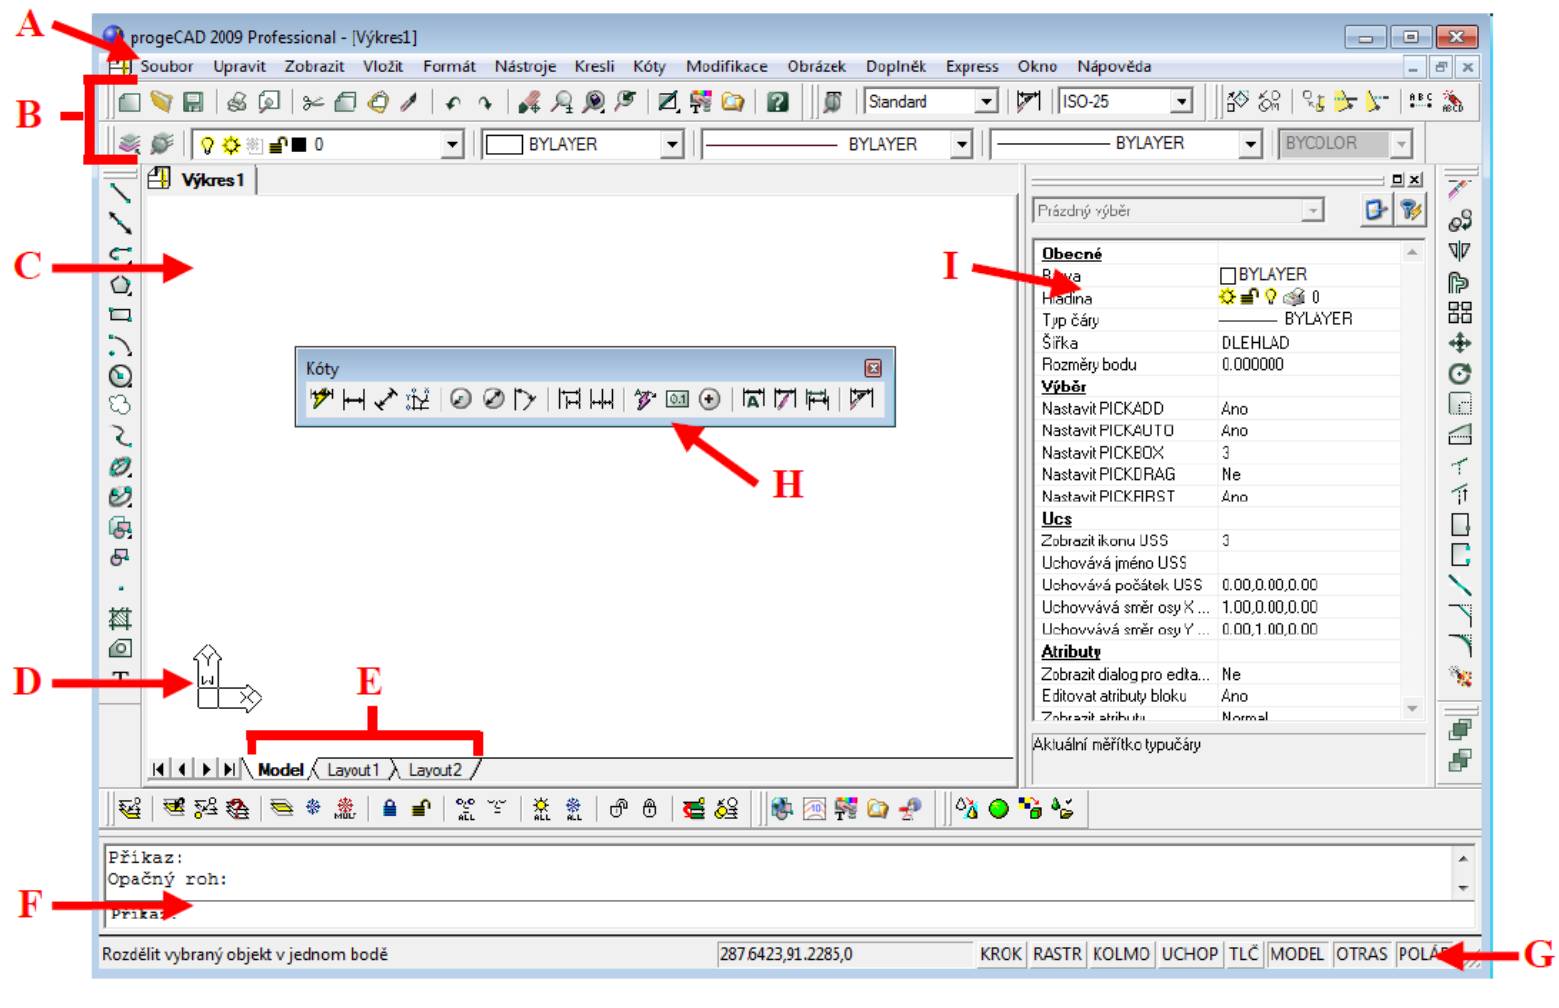 A
progeCAD 2009 Professional - [Výkres1]
Soubor Upravit Zobrazit Vložit Formát Nástroje Kresli Kóty Modifikace Obrázek Doplněk Express Okno Nápověda
B
Standard ISO-25
0 BYLAYER BYLAYER BYLAYER BYCOLOR
Výkres1
Prázdný výběr
C
I
Obecné
Barva BYLAYER
Hladina 0
Typ čáry BYLAYER
Šířka DLEHLAD
Rozměry bodu 0.000000
Výběr
Nastavit PICKADD Ano
Nastavit PICKAUTO Ano
Nastavit PICKBOX 3
Nastavit PICKDRAG Ne
Nastavit PICKFIRST Ano
Ucs
Zobrazit ikonu USS 3
Uchovává jméno USS
Uchovává počátek USS 0.00,0.00,0.00
Uchovvává směr osy X ... 1.00,0.00,0.00
Uchovvává směr osy Y ... 0.00,1.00,0.00
Atributy
Zobrazit dialog pro edita... Ne
Editovat atributy bloku Ano
Zobrazit atributy Normal
Aktuální měřítko typučáry
Kóty
H
D
Y
W
X
E
Model Layout1 Layout2
Příkaz:
Opačný roh:
F
Příkaz:
Rozdělit vybraný objekt v jednom bodě 287.6423,91.2285,0 KROK RASTR KOLMO UCHOP TLČ MODEL OTRAS POLÁR
G